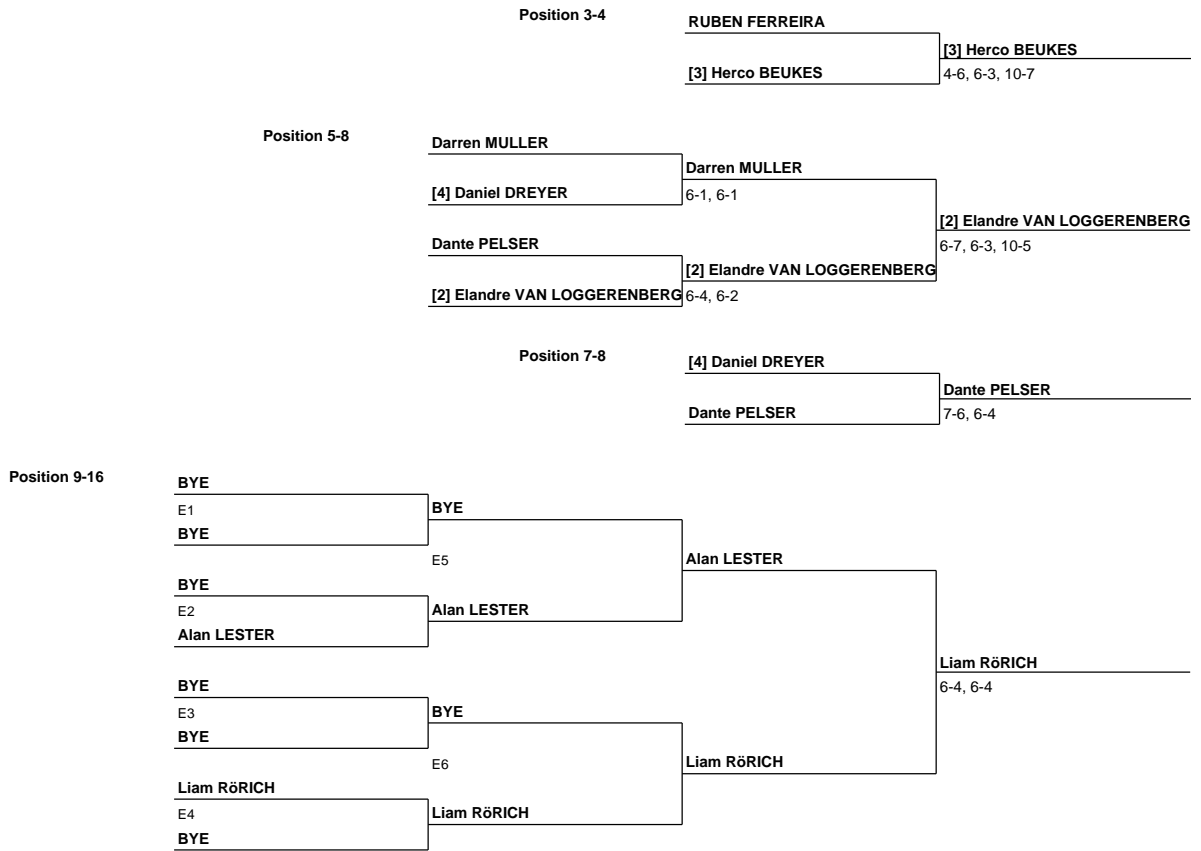 Position 3-4
RUBEN FERREIRA
[3] Herco BEUKES
[3] Herco BEUKES
4-6, 6-3, 10-7
Position 5-8
Darren MULLER
Darren MULLER
[4] Daniel DREYER
6-1, 6-1
[2] Elandre VAN LOGGERENBERG
Dante PELSER
6-7, 6-3, 10-5
[2] Elandre VAN LOGGERENBERG
[2] Elandre VAN LOGGERENBERG
6-4, 6-2
Position 7-8
[4] Daniel DREYER
Dante PELSER
Dante PELSER
7-6, 6-4
Position 9-16
BYE
E1
BYE
BYE
E5
Alan LESTER
BYE
E2
Alan LESTER
Alan LESTER
Liam RöRICH
6-4, 6-4
BYE
E3
BYE
BYE
E6
Liam RöRICH
Liam RöRICH
E4
Liam RöRICH
BYE